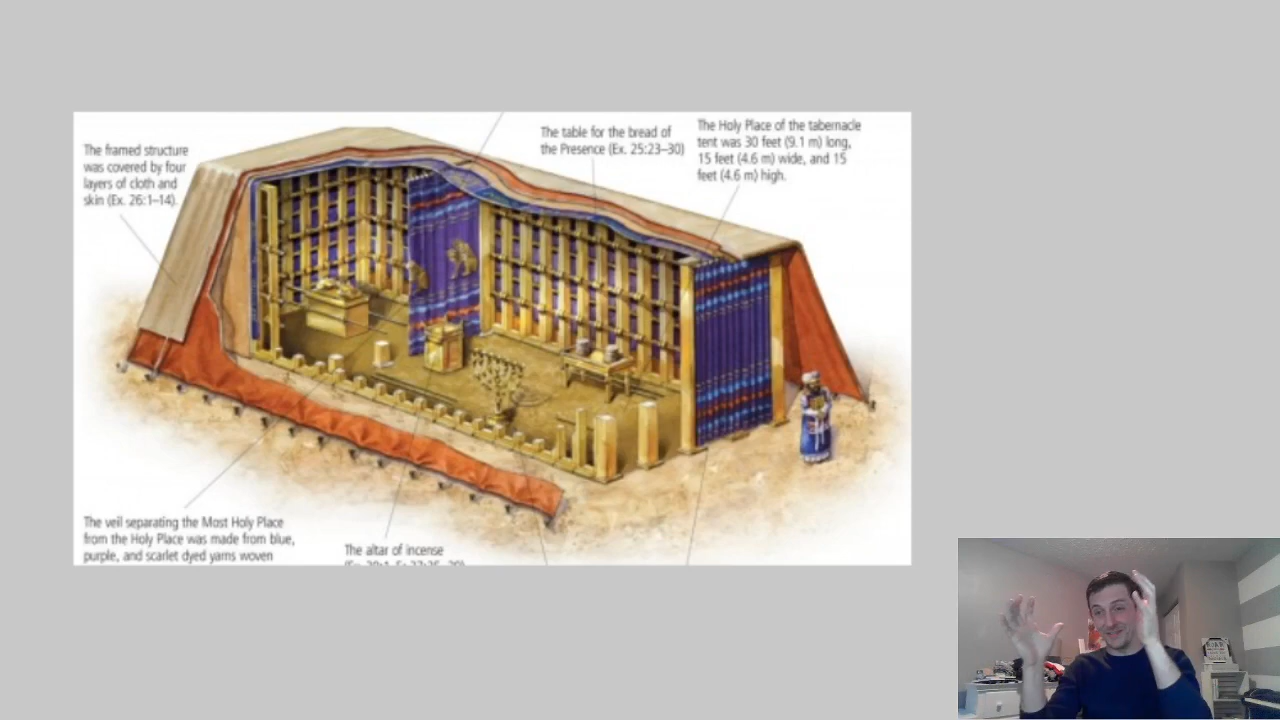 The framed structure
was covered by four
layers of cloth and
skin (Ex. 26:1–14).
The table for the bread of
the Presence (Ex. 25:23–30)
The Holy Place of the tabernacle
tent was 30 feet (9.1 m) long,
15 feet (4.6 m) wide, and 15
feet (4.6 m) high.
The veil separating the Most Holy Place
from the Holy Place was made from blue,
purple, and scarlet dyed yarns woven
The altar of incense